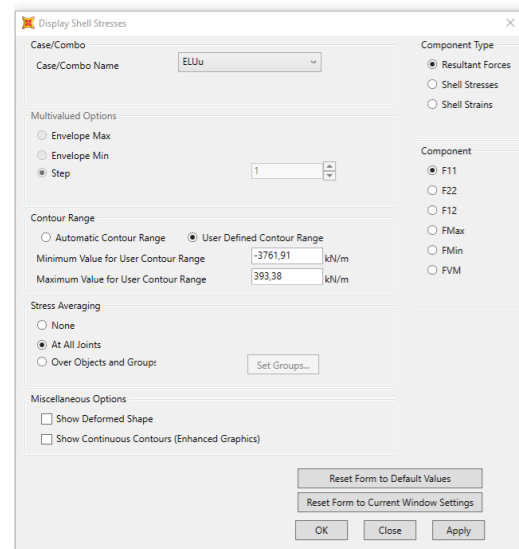 Display Shell Stresses
Case/Combo
Case/Combo Name
ELUu
Multivalued Options
Envelope Max
Envelope Min
Step
1
Contour Range
Automatic Contour Range
User Defined Contour Range
Minimum Value for User Contour Range
-3761,91
kN/m
Maximum Value for User Contour Range
393,38
kN/m
Stress Averaging
None
At All Joints
Over Objects and Groups
Set Groups...
Miscellaneous Options
Show Deformed Shape
Show Continuous Contours (Enhanced Graphics)
Component Type
Resultant Forces
Shell Stresses
Shell Strains
Component
F11
F22
F12
FMax
FMin
FVM
Reset Form to Default Values
Reset Form to Current Window Settings
OK
Close
Apply